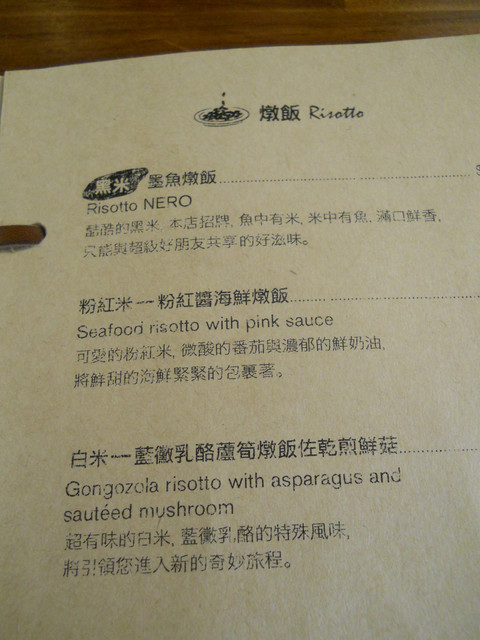 燉飯 Risotto
黑米 墨魚燉飯
Risotto NERO
酷酷的黑米, 本店招牌, 魚中有米, 米中有魚, 滿口鮮香,
只能與超級好朋友共享的好滋味。
粉紅米——粉紅醬海鮮燉飯
Seafood risotto with pink sauce
可愛的粉紅米, 微酸的番茄與濃郁的鮮奶油,
將鮮甜的海鮮緊緊的包裹著。
白米——藍黴乳酪蘆筍燉飯佐乾煎鮮菇
Gongozola risotto with asparagus and
sautéed mushroom
超有味的白米, 藍黴乳酪的特殊風味,
將引領您進入新的奇妙旅程。